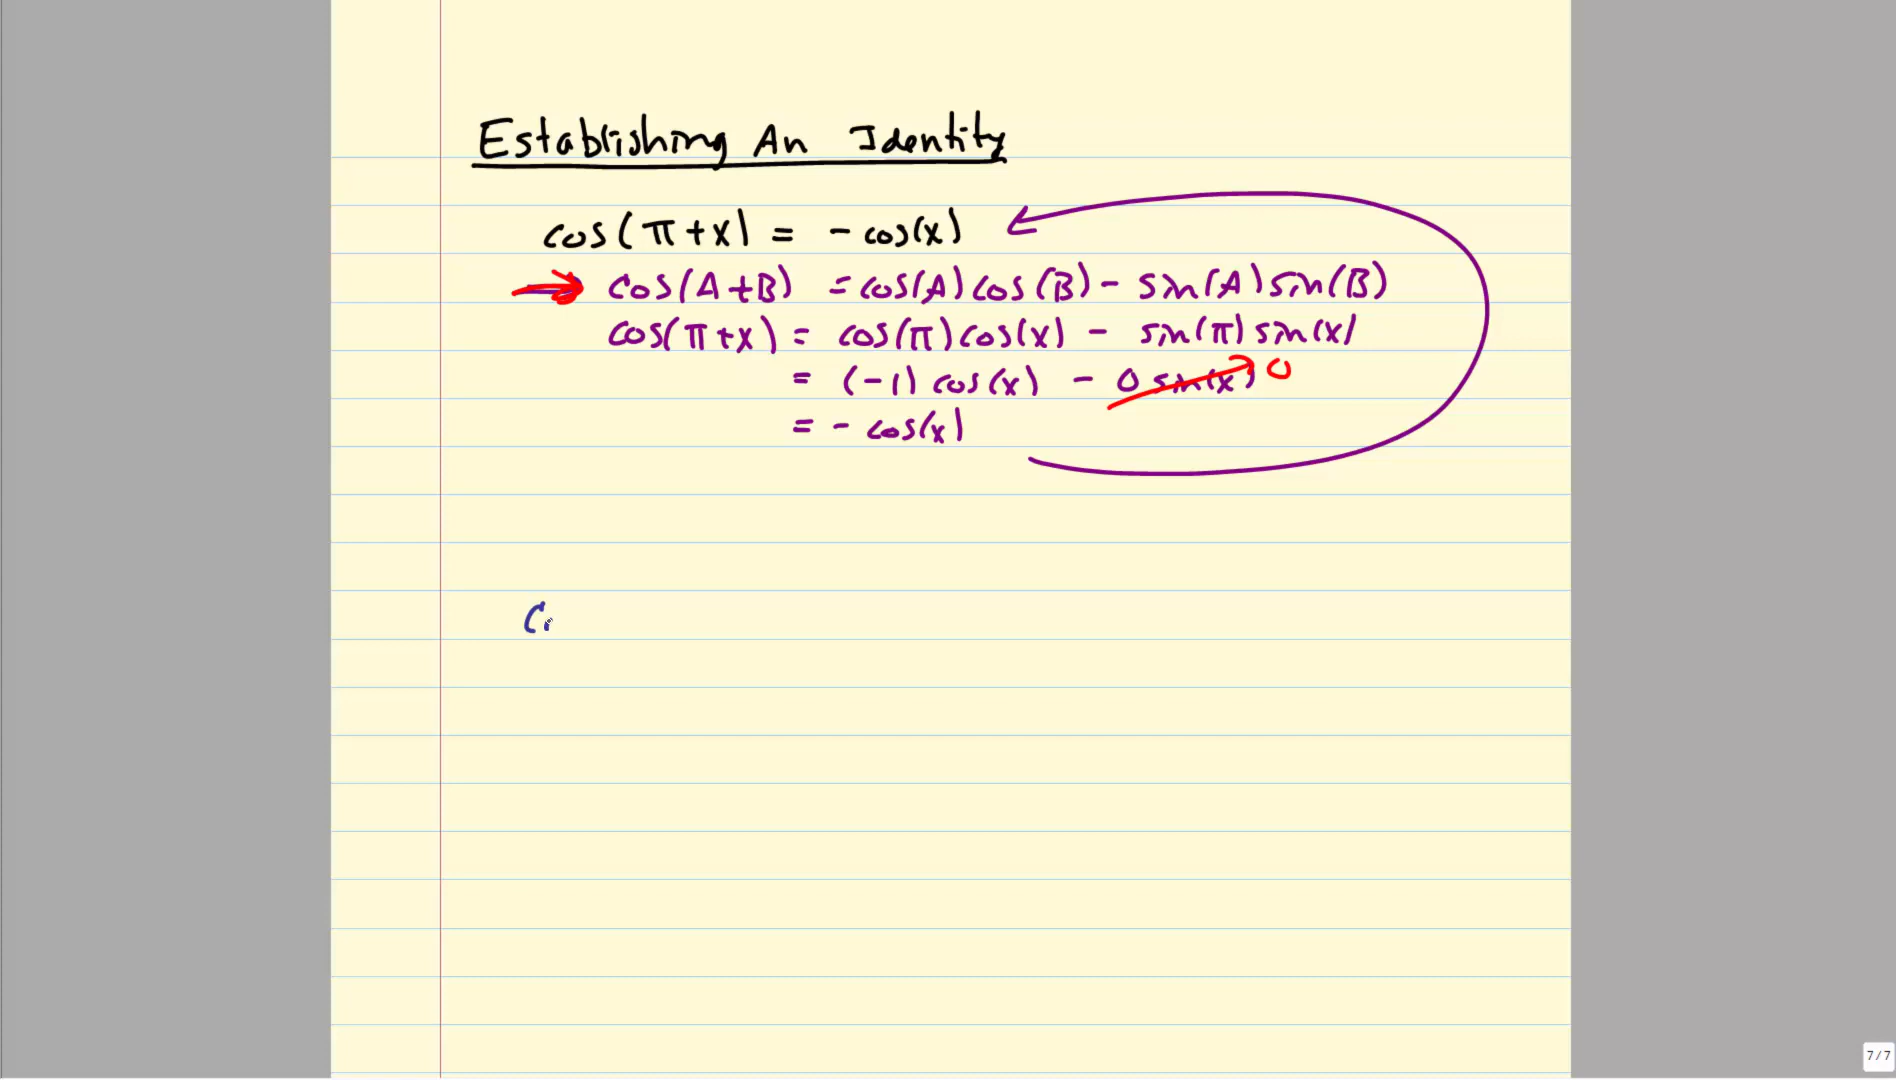 Establishing An Identity
cos(π+x) = -cos(x)
cos(A+B) = cos(A)cos(B) - sin(A)sin(B)
cos(π+x) = cos(π)cos(x) - sin(π)sin(x)
= (-1) cos(x) - 0 sin(x) 0
= - cos(x)
7 / 7